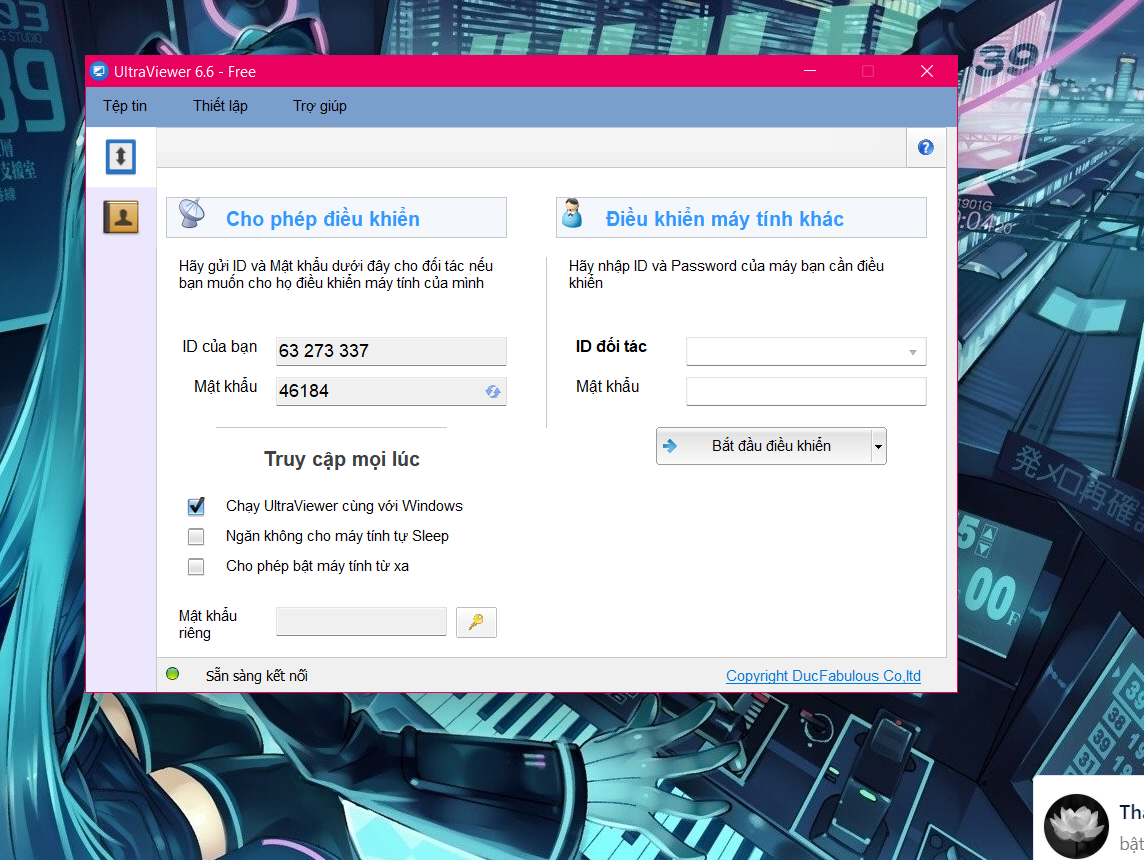 UltraViewer 6.6 - Free
Tệp tin Thiết lập Trợ giúp
Cho phép điều khiển
Hãy gửi ID và Mật khẩu dưới đây cho đối tác nếu
bạn muốn cho họ điều khiển máy tính của mình
ID của bạn 63 273 337
Mật khẩu 46184
Truy cập mọi lúc
Chạy UltraViewer cùng với Windows
Ngăn không cho máy tính tự Sleep
Cho phép bật máy tính từ xa
Mật khẩu
riêng
Điều khiển máy tính khác
Hãy nhập ID và Password của máy bạn cần điều
khiển
ID đối tác
Mật khẩu
Bắt đầu điều khiển
Sẵn sàng kết nối
Copyright DucFabulous Co,ltd
39
発メロ再確
00
38
39